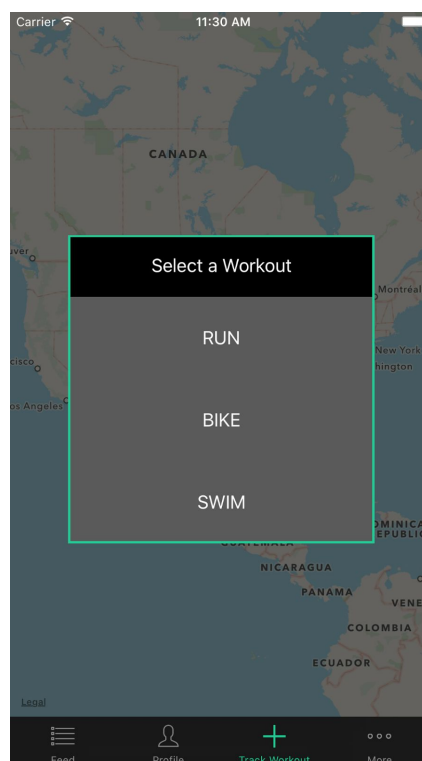 Carrier 11:30 AM
CANADA
Select a Workout
Montréal
RUN
New York
BIKE
SWIM
NICARAGUA
PANAMA
COLOMBIA
ECUADOR
Legal
Feed Profile Track Workout More